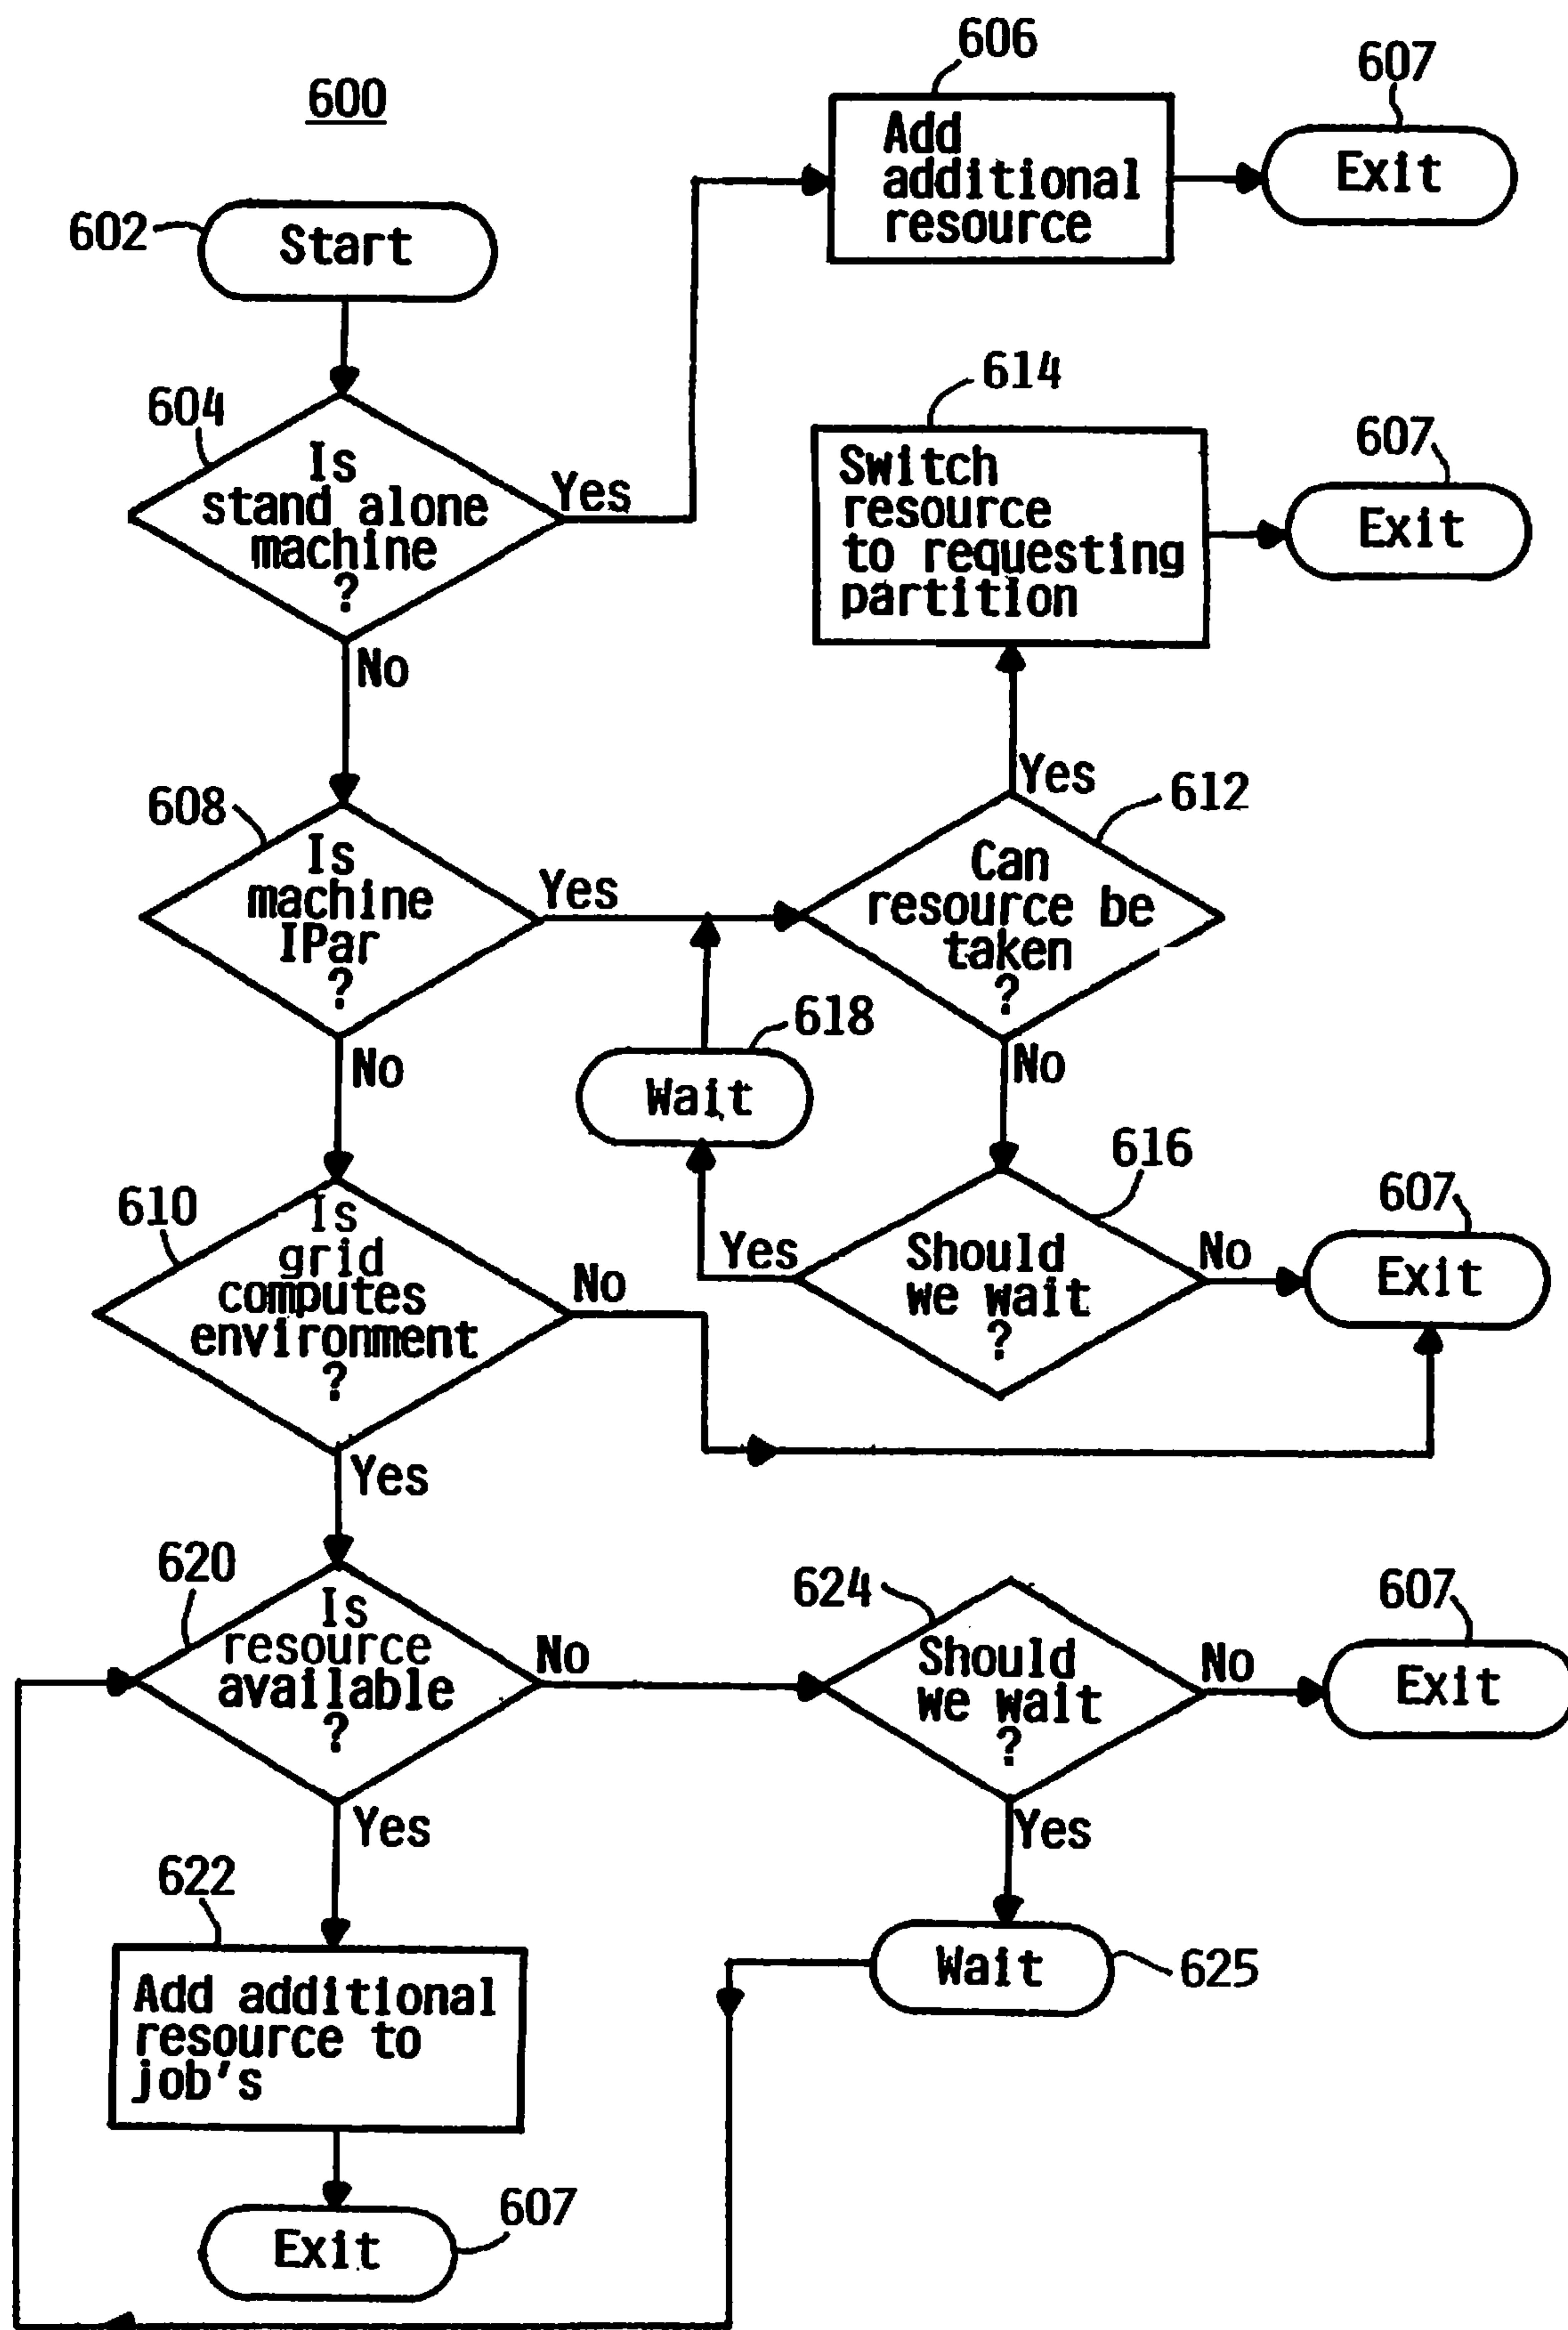 600
606
607
Add
additional
resource
Exit
602
Start
604
Is
stand alone
machine
?
Yes
No
614
Switch
resource
to requesting
partition
607
Exit
608
Is
machine
IPar
?
Yes
No
Yes
612
Can
resource be
taken
?
No
618
Wait
616
Should
we wait
?
Yes
No
607
Exit
610
Is
grid
computes
environment
?
No
Yes
620
Is
resource
available
?
No
Yes
624
Should
we wait
?
No
Yes
607
Exit
622
Add additional
resource to
job's
Wait
625
Exit
607